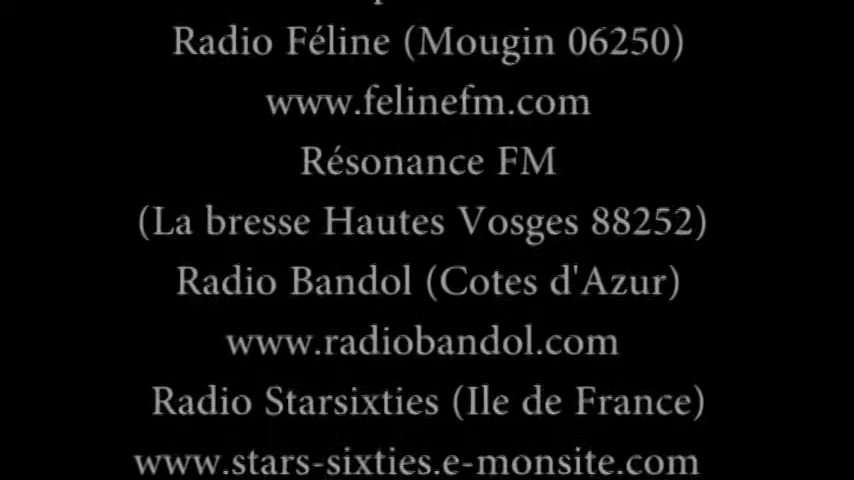 Radio Féline (Mougin 06250)
www.felinefm.com
Résonance FM
(La bresse Hautes Vosges 88252)
Radio Bandol (Cotes d'Azur)
www.radiobandol.com
Radio Starsixties (Ile de France)
www.stars-sixties.e-monsite.com